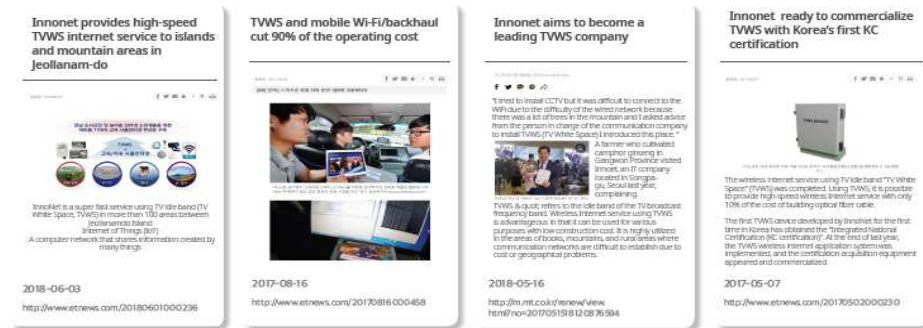 Innonet provides high-speed
TVWS internet service to islands
and mountain areas in
Jeollanam-do
TVWS
InnoNet is a super fast service using TV idle band (TV
White Space, TVWS) in more than 100 areas between
Jeollanamdo Island
Internet of Things (IoT)
: A computer network that shares information created by
many things.
2018-06-03
http://www.etnews.com/20180601000236
TVWS and mobile Wi-Fi/backhaul
cut 90% of the operating cost
2017-08-16
http://www.etnews.com/20170816000458
Innonet aims to become a
leading TVWS company
"I tried to install CCTV but it was difficult to connect to the
WiFi due to the difficulty of the wired network because
there was a lot of trees in the mountain and I asked advice
from the person in charge of the communication company
to install TVWS (TV White Space) I introduced this place."
A farmer who cultivated
camphor ginseng in
Gangwon Province visited
Limoet, an IT company
located in Songpa-
gu, Seoul last year,
complaining.
TVWS & quot; refers to the idle band of the TV broadcast
frequency band. Wireless Internet service using TVWS
is advantageous in that it can be used for various
purposes with low construction cost. It is highly utilized
in the areas of books, mountains, and rural areas where
communication networks are difficult to establish due to
cost or geographical problems.
2018-05-16
http://m.mt.co.kr/renew/view.
html?no=2017051518120876594
Innonet ready to commercialize
TVWS with Korea's first KC
certification
The wireless internet service using TV idle band "TV White
Space" (TVWS) was completed. Using TVWS, it is possible
to provide high-speed wireless Internet service with only
10% of the cost of building optical fiber cable.
The first TVWS device developed by InnoNet for the first
time in Korea has obtained the "Integrated National
Certification (KC certification)". At the end of last year,
the TVWS wireless internet application system was
implemented, and the certification acquisition equipment
appeared and commercialized.
2017-05-07
http://www.etnews.com/20170502000230